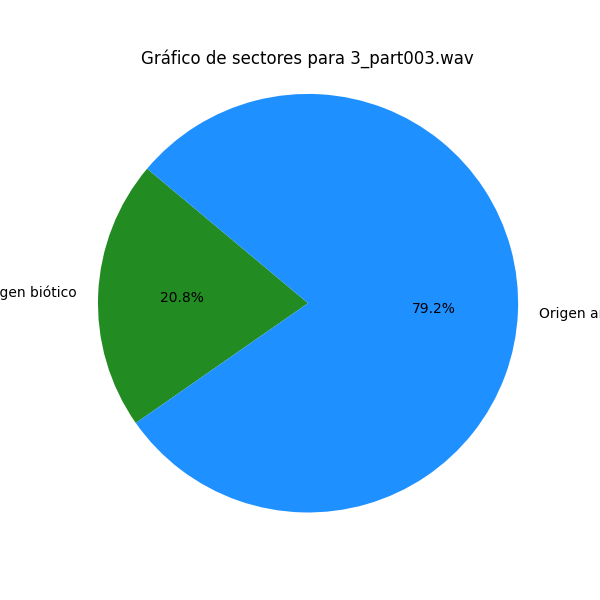 Gráfico de sectores para 3_part003.wav
gen biótico
20.8%
79.2%
Origen